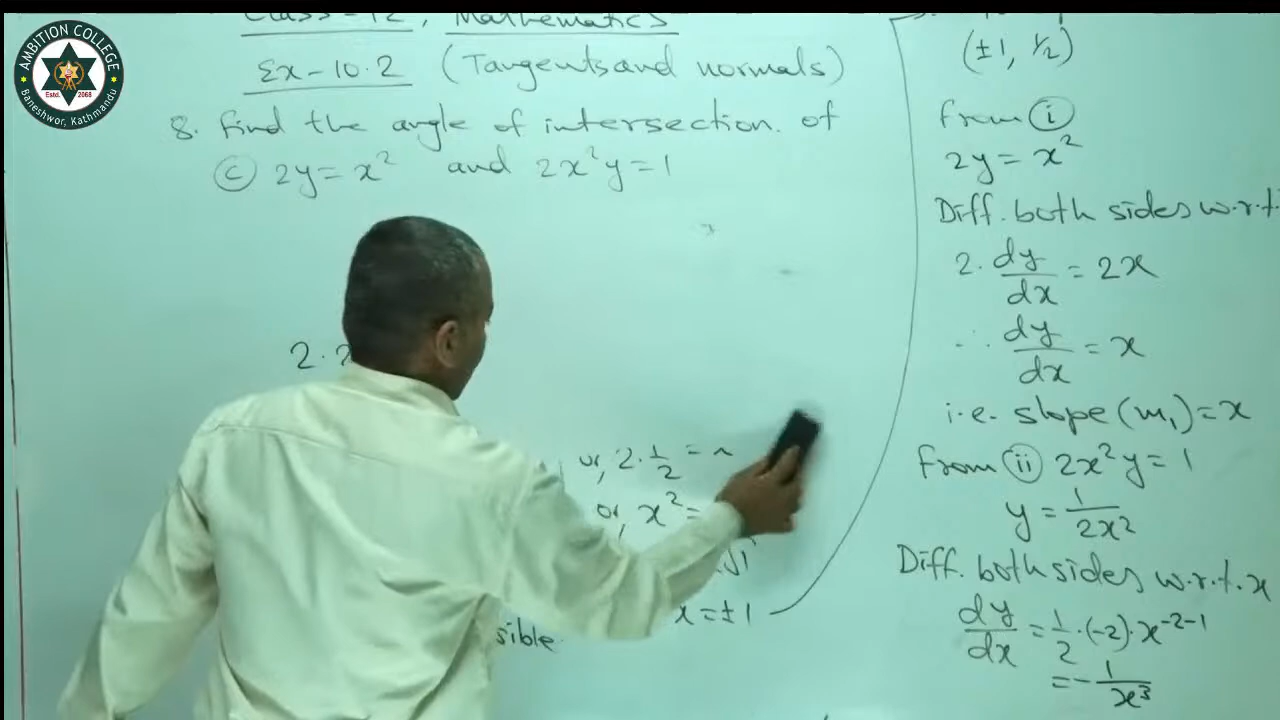 AMBITION COLLEGE
Estd. 2068
Baneshwor, Kathmandu
Class-12, Mathematics
Ex-10.2 (Tangents and normals)
8. Find the angle of intersection of
(c) 2y = x² and 2x²y = 1
2.
or, 2·1/2 =
or, x² =
√1
x = ±1
sible.
(±1, 1/2)
from (i)
2y = x²
Diff. both sides w.r.t.
2. dy/dx = 2x
∴ dy/dx = x
i.e. slope (m₁) = x
from (ii) 2x²y = 1
y = 1/2x²
Diff. both sides w.r.t. x
dy/dx = 1/2·(-2)·x⁻²⁻¹
= -1/x³